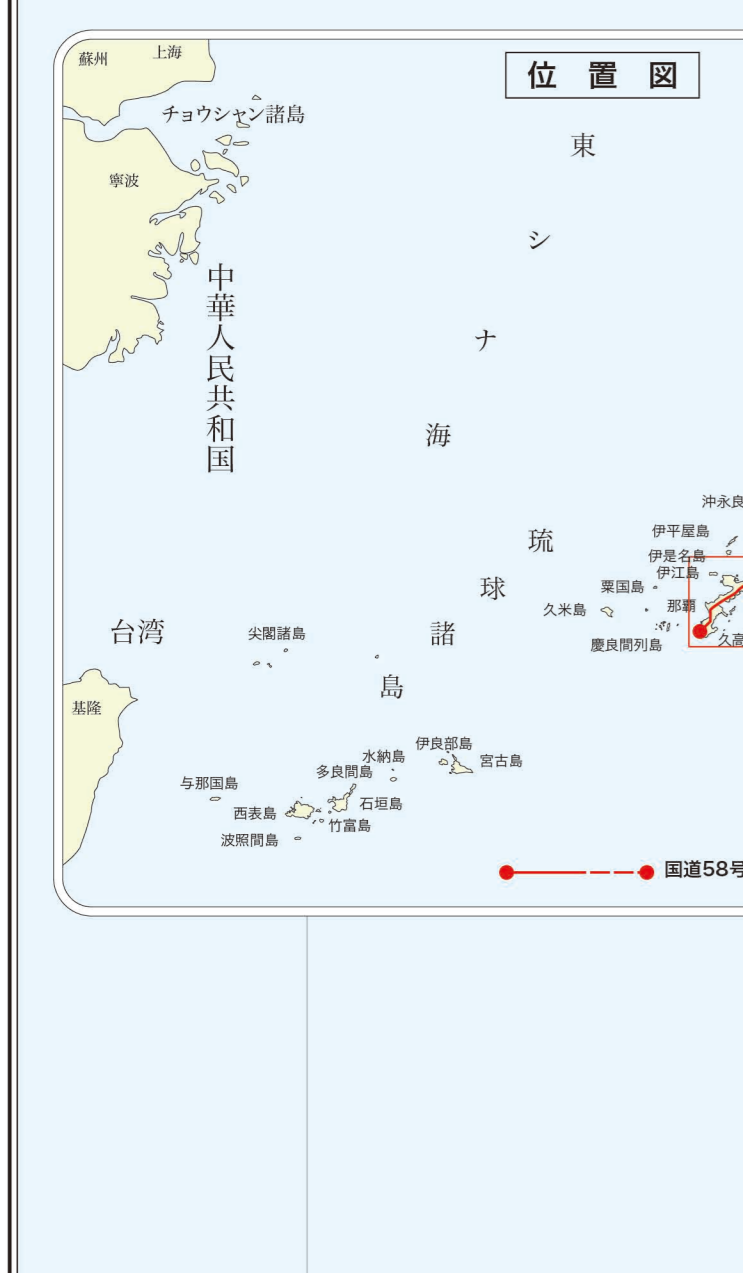 位置図
蘇州
上海
チョウシャン諸島
寧波
中華人民共和国
東シナ海
琉球諸島
沖永良
伊平屋島
伊是名島
伊江島
粟国島
那覇
久米島
久高
慶良間列島
台湾
尖閣諸島
基隆
伊良部島
水納島
宮古島
多良間島
与那国島
石垣島
西表島
竹富島
波照間島
国道58号